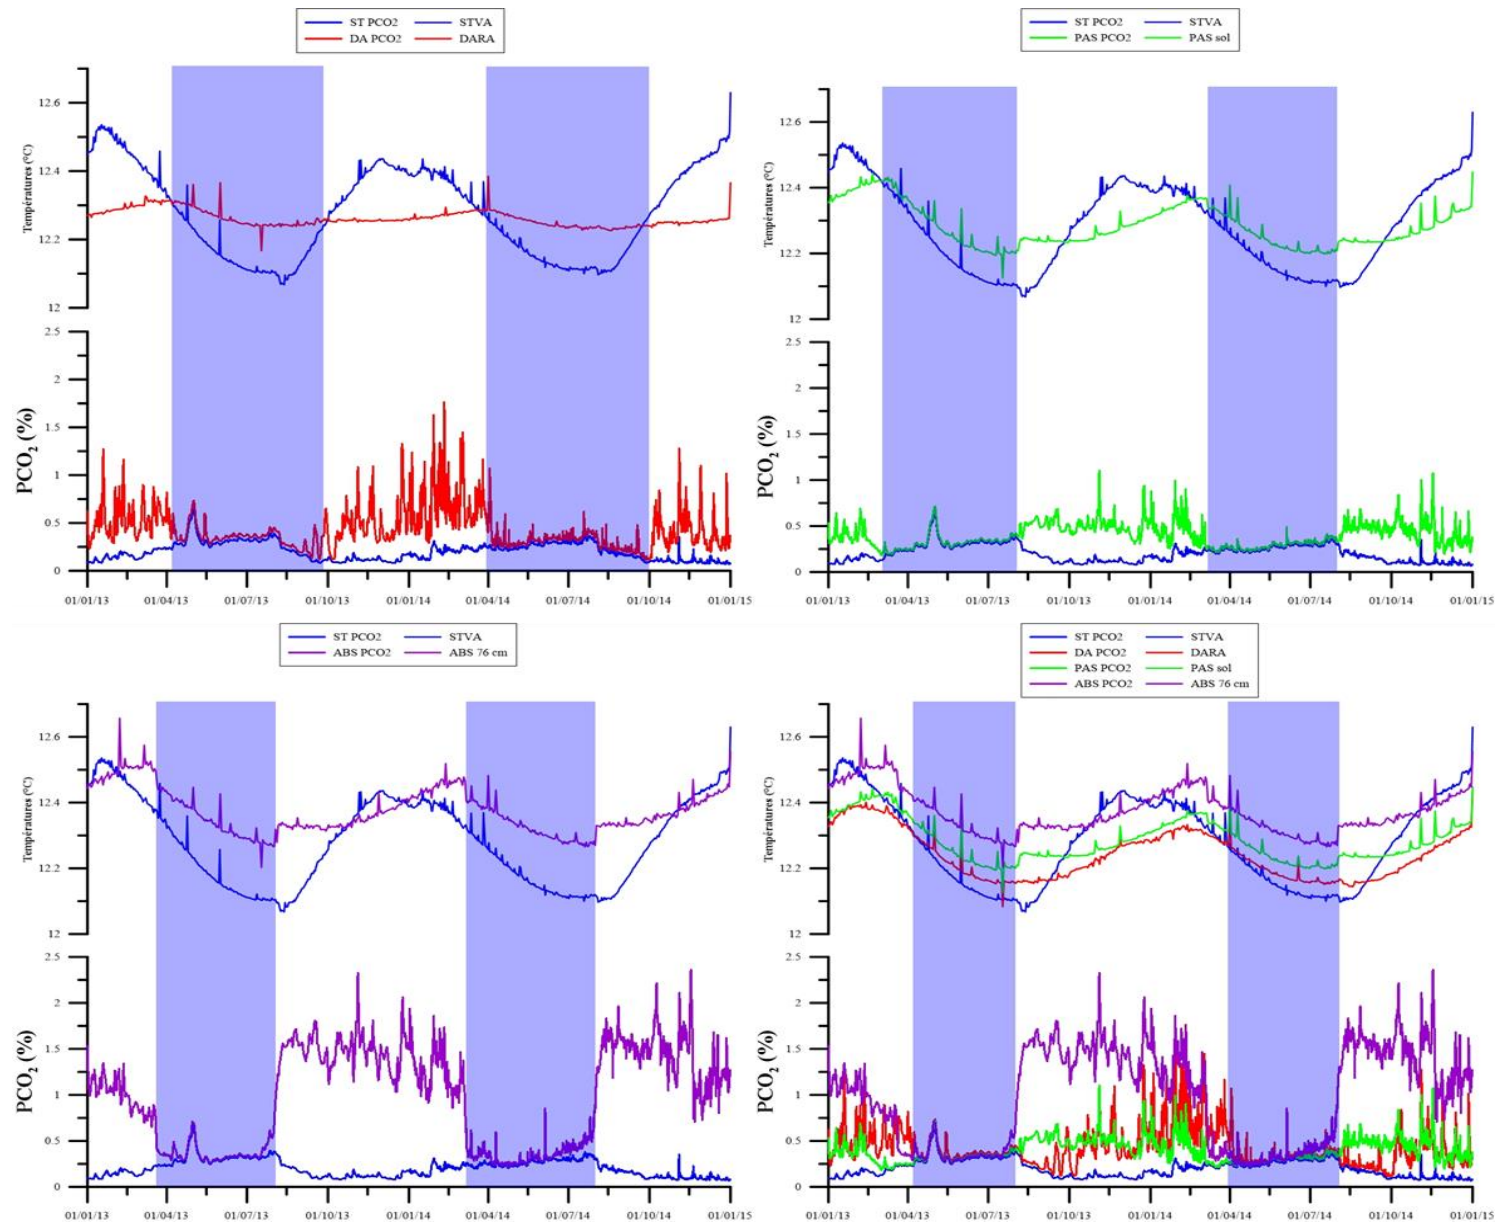 ST PCO2 STVA
DA PCO2 DARA
12.6
12.4
12.2
12
Températures (°C)
2.5
2
1.5
1
0.5
0
PCO2 (%)
01/01/13 01/04/13 01/07/13 01/10/13 01/01/14 01/04/14 01/07/14 01/10/14 01/01/15
ST PCO2 STVA
PAS PCO2 PAS sol
12.6
12.4
12.2
12
Températures (°C)
2.5
2
1.5
1
0.5
0
PCO2 (%)
01/01/13 01/04/13 01/07/13 01/10/13 01/01/14 01/04/14 01/07/14 01/10/14 01/01/15
ST PCO2 STVA
ABS PCO2 ABS 76 cm
12.6
12.4
12.2
12
Températures (°C)
2.5
2
1.5
1
0.5
0
PCO2 (%)
01/01/13 01/04/13 01/07/13 01/10/13 01/01/14 01/04/14 01/07/14 01/10/14 01/01/15
ST PCO2 STVA
DA PCO2 DARA
PAS PCO2 PAS sol
ABS PCO2 ABS 76 cm
12.6
12.4
12.2
12
Températures (°C)
2.5
2
1.5
1
0.5
0
PCO2 (%)
01/01/13 01/04/13 01/07/13 01/10/13 01/01/14 01/04/14 01/07/14 01/10/14 01/01/15